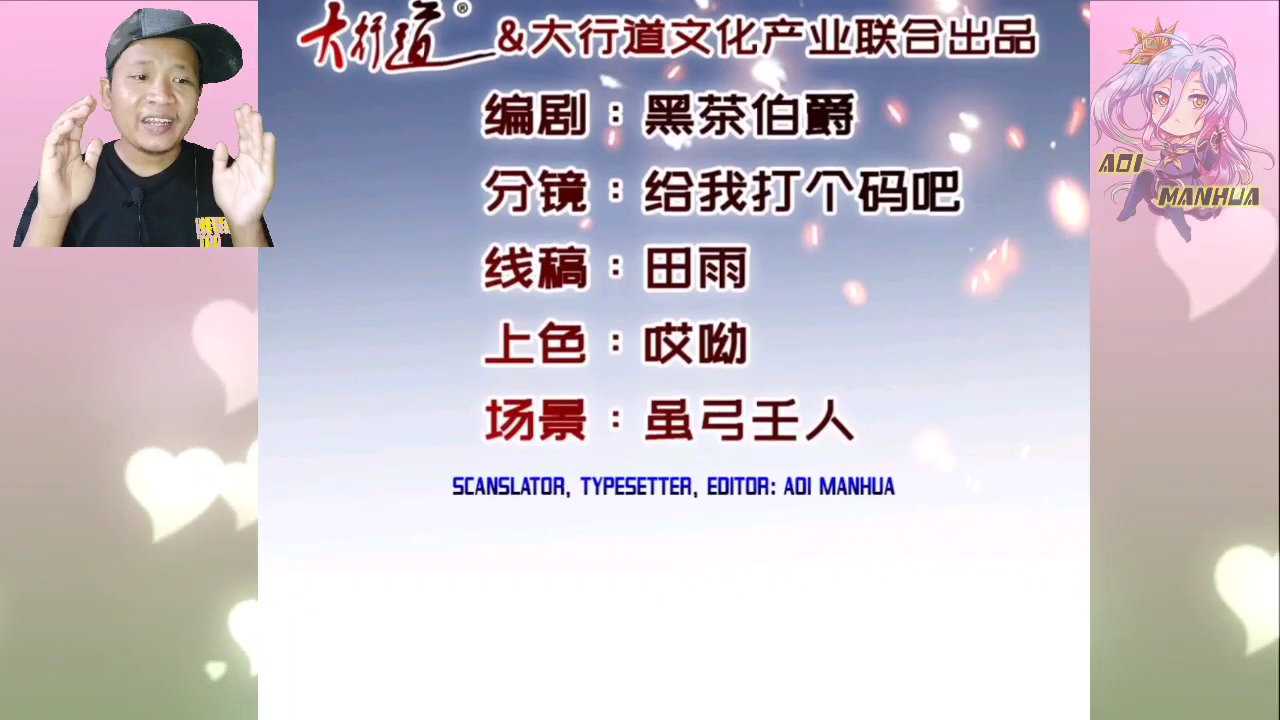 大行道® &大行道文化产业联合出品
编剧：黑茶伯爵
分镜：给我打个码吧
线稿：田雨
上色：哎呦
场景：虽弓壬人
SCANSLATOR, TYPESETTER, EDITOR: AOI MANHUA
AOI
MANHUA